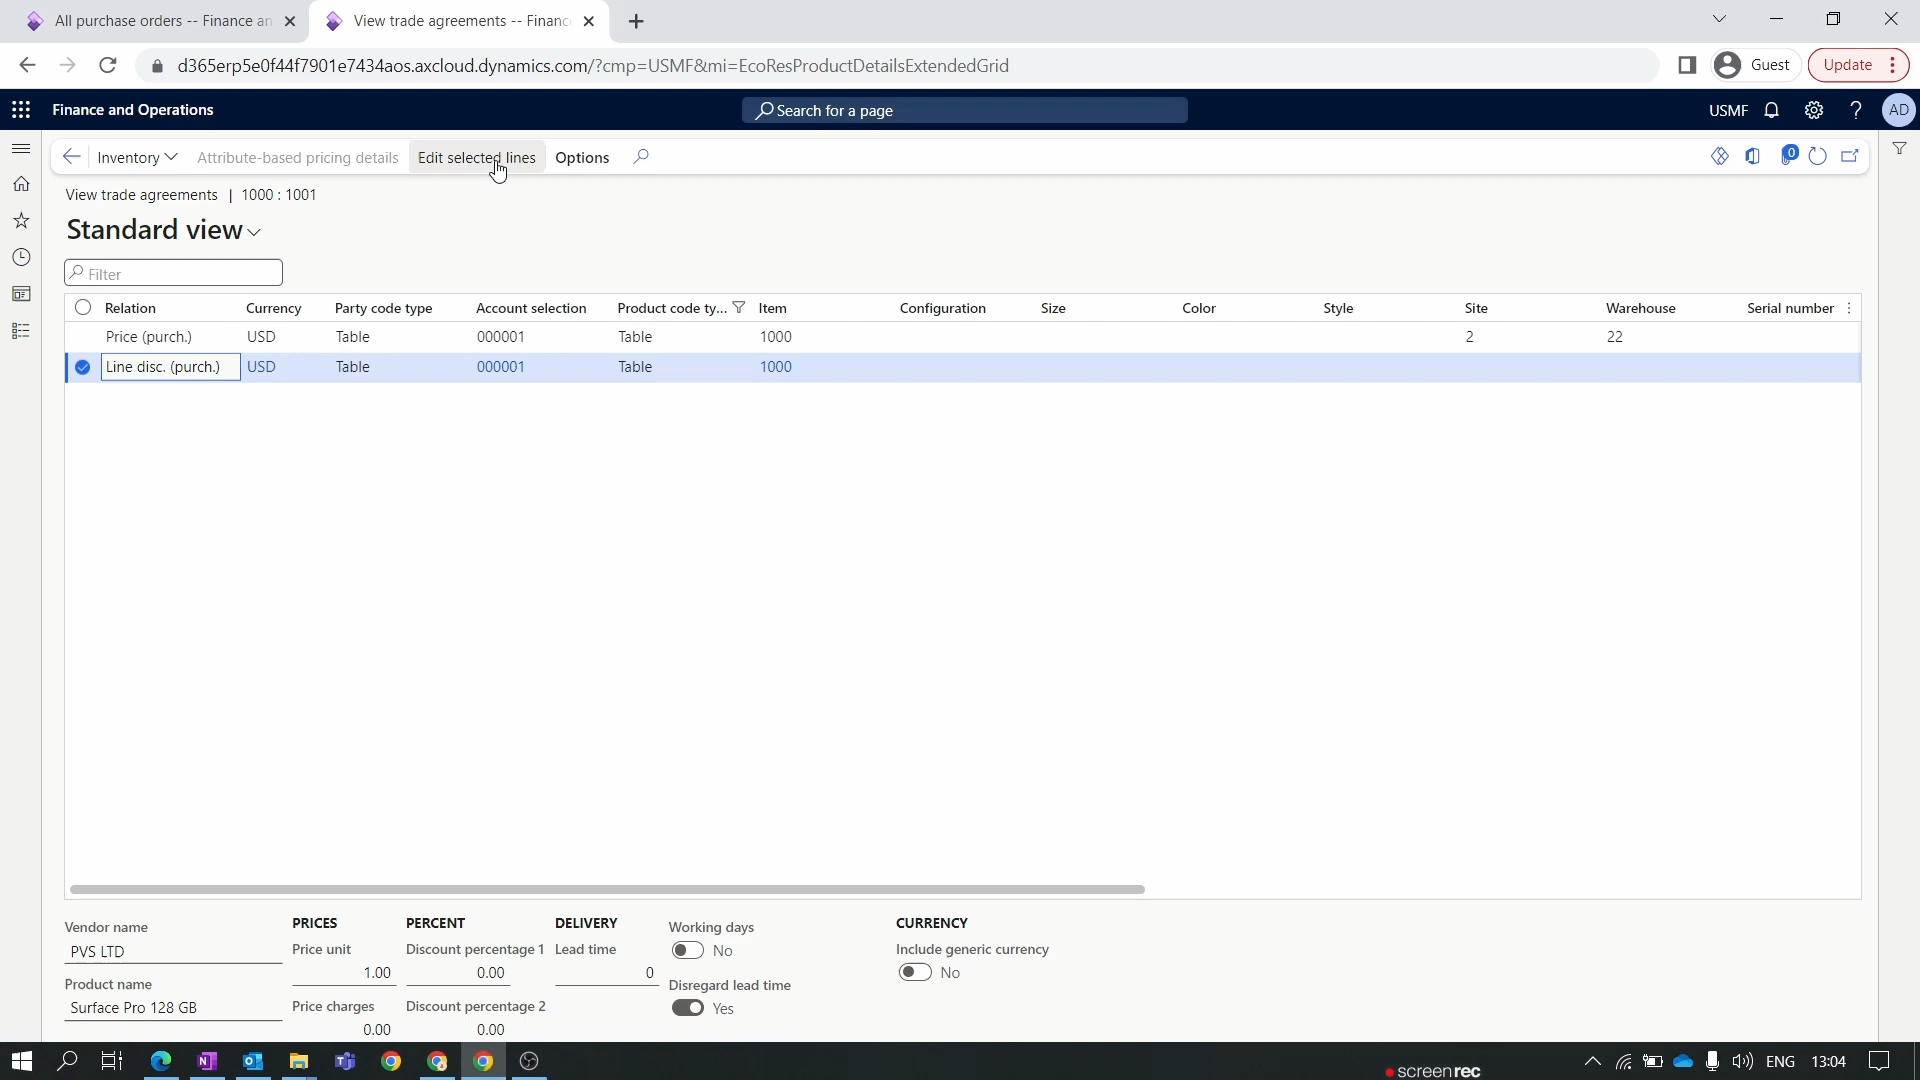 All purchase orders -- Finance an
View trade agreements -- Financ
d365erp5e0f44f7901e7434aos.axcloud.dynamics.com/?cmp=USMF&mi=EcoResProductDetailsExtendedGrid
Guest
Update
Finance and Operations
Search for a page
USMF
AD
Inventory
Attribute-based pricing details
Edit selected lines
Options
0
View trade agreements | 1000 : 1001
Standard view
Filter
Relation Currency Party code type Account selection Product code ty... Item Configuration Size Color Style Site Warehouse Serial number
Price (purch.) USD Table 000001 Table 1000 2 22
Line disc. (purch.) USD Table 000001 Table 1000
Vendor name
PVS LTD
Product name
Surface Pro 128 GB
PRICES
Price unit
1.00
Price charges
0.00
PERCENT
Discount percentage 1
0.00
Discount percentage 2
0.00
DELIVERY
Lead time
0
Working days
No
Disregard lead time
Yes
CURRENCY
Include generic currency
No
screenrec
ENG
13:04